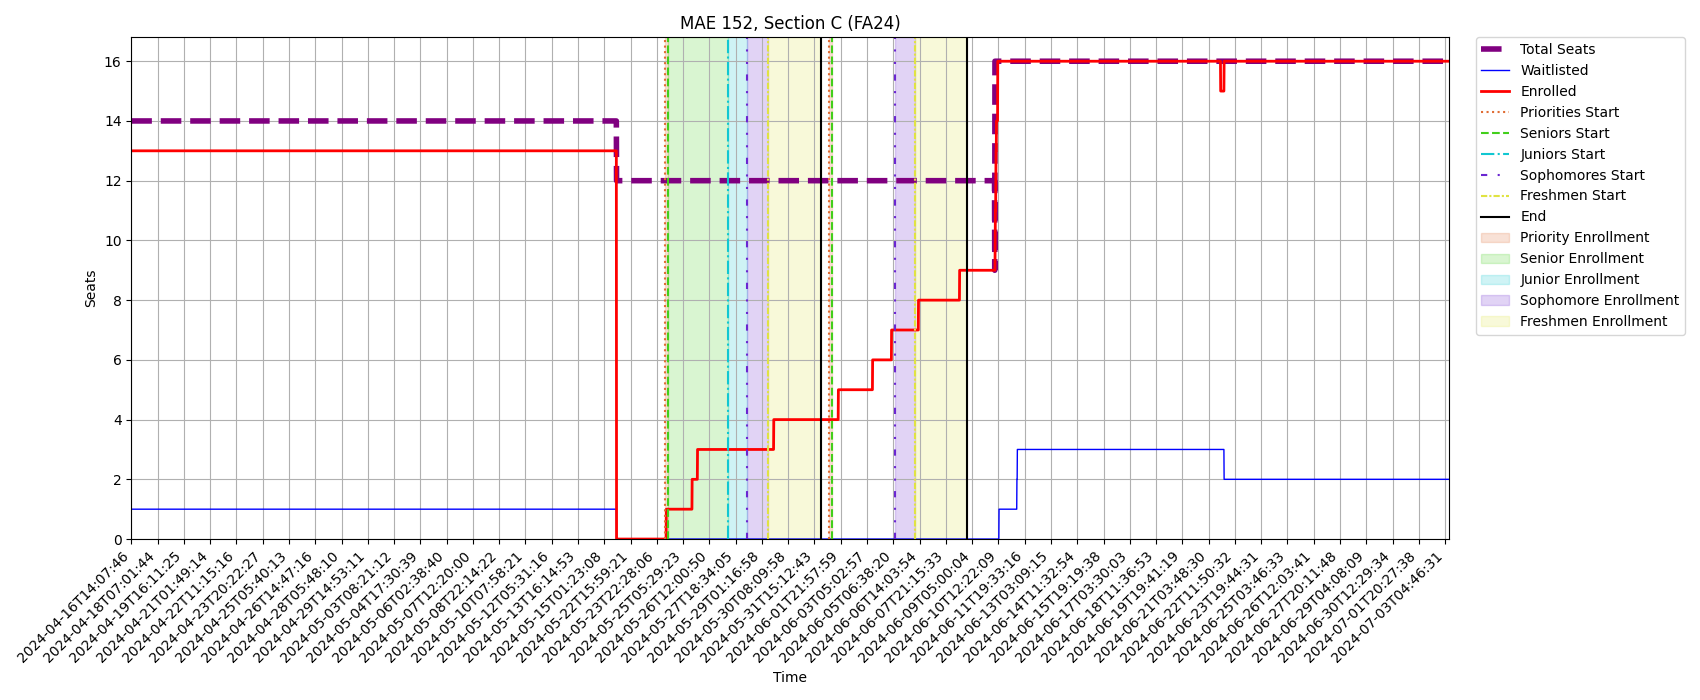 MAE 152, Section C (FA24)
Seats
16
14
12
10
8
6
4
2
0
2024-04-16T14:07:46
2024-04-18T07:01:44
2024-04-19T16:11:25
2024-04-21T01:49:14
2024-04-22T11:15:16
2024-04-23T20:22:27
2024-04-25T05:40:13
2024-04-26T14:47:16
2024-04-28T05:48:10
2024-04-29T14:53:11
2024-05-03T08:21:12
2024-05-04T17:30:39
2024-05-06T02:38:40
2024-05-07T12:20:00
2024-05-08T22:14:22
2024-05-10T07:58:21
2024-05-12T05:31:16
2024-05-13T16:14:53
2024-05-15T01:23:08
2024-05-22T15:59:21
2024-05-23T22:28:06
2024-05-25T05:29:23
2024-05-26T12:00:50
2024-05-27T18:34:05
2024-05-29T01:16:58
2024-05-30T08:09:58
2024-05-31T15:12:43
2024-06-01T21:57:59
2024-06-03T05:02:57
2024-06-05T06:38:20
2024-06-06T14:03:54
2024-06-07T21:15:33
2024-06-09T05:00:04
2024-06-10T12:22:09
2024-06-11T19:33:16
2024-06-13T03:09:15
2024-06-14T11:32:54
2024-06-15T19:19:38
2024-06-17T03:30:03
2024-06-18T11:36:53
2024-06-19T19:41:19
2024-06-21T03:48:30
2024-06-22T11:50:32
2024-06-23T19:44:31
2024-06-25T03:46:33
2024-06-26T12:03:41
2024-06-27T20:11:48
2024-06-29T04:08:09
2024-06-30T12:29:34
2024-07-01T20:27:38
2024-07-03T04:46:31
Time
Total Seats
Waitlisted
Enrolled
Priorities Start
Seniors Start
Juniors Start
Sophomores Start
Freshmen Start
End
Priority Enrollment
Senior Enrollment
Junior Enrollment
Sophomore Enrollment
Freshmen Enrollment